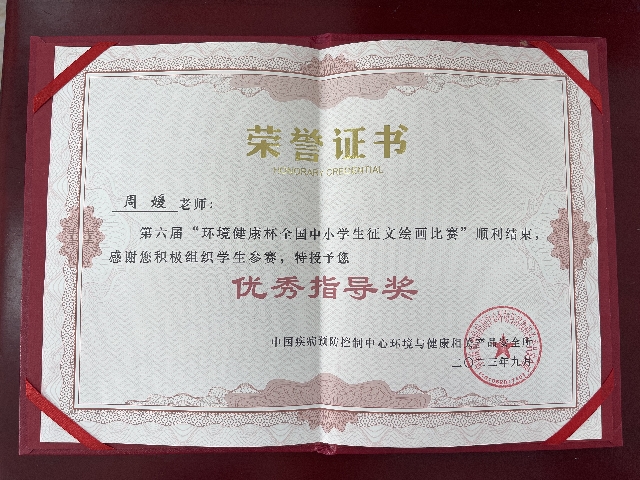 荣誉证书
HONORARY CREDENTIAL
周 媛 老师：
第六届“环境健康杯全国中小学生征文绘画比赛”顺利结束，
感谢您积极组织学生参赛，特授予您
优秀指导奖
中国疾病预防控制中心环境与健康相关产品安全所
二〇二三年九月